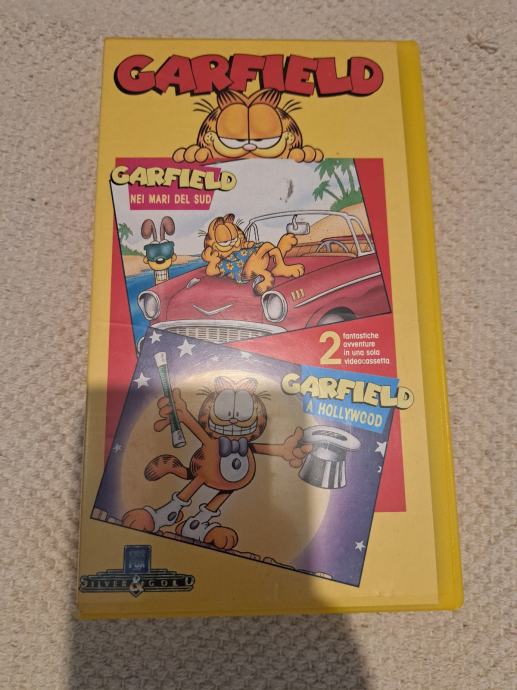 GARFIELD
GARFIELD
NEI MARI DEL SUD
2 fantastiche
avventure
in una sola
videocassetta
GARFIELD
A HOLLYWOOD
FOX
SILVER & GOLD